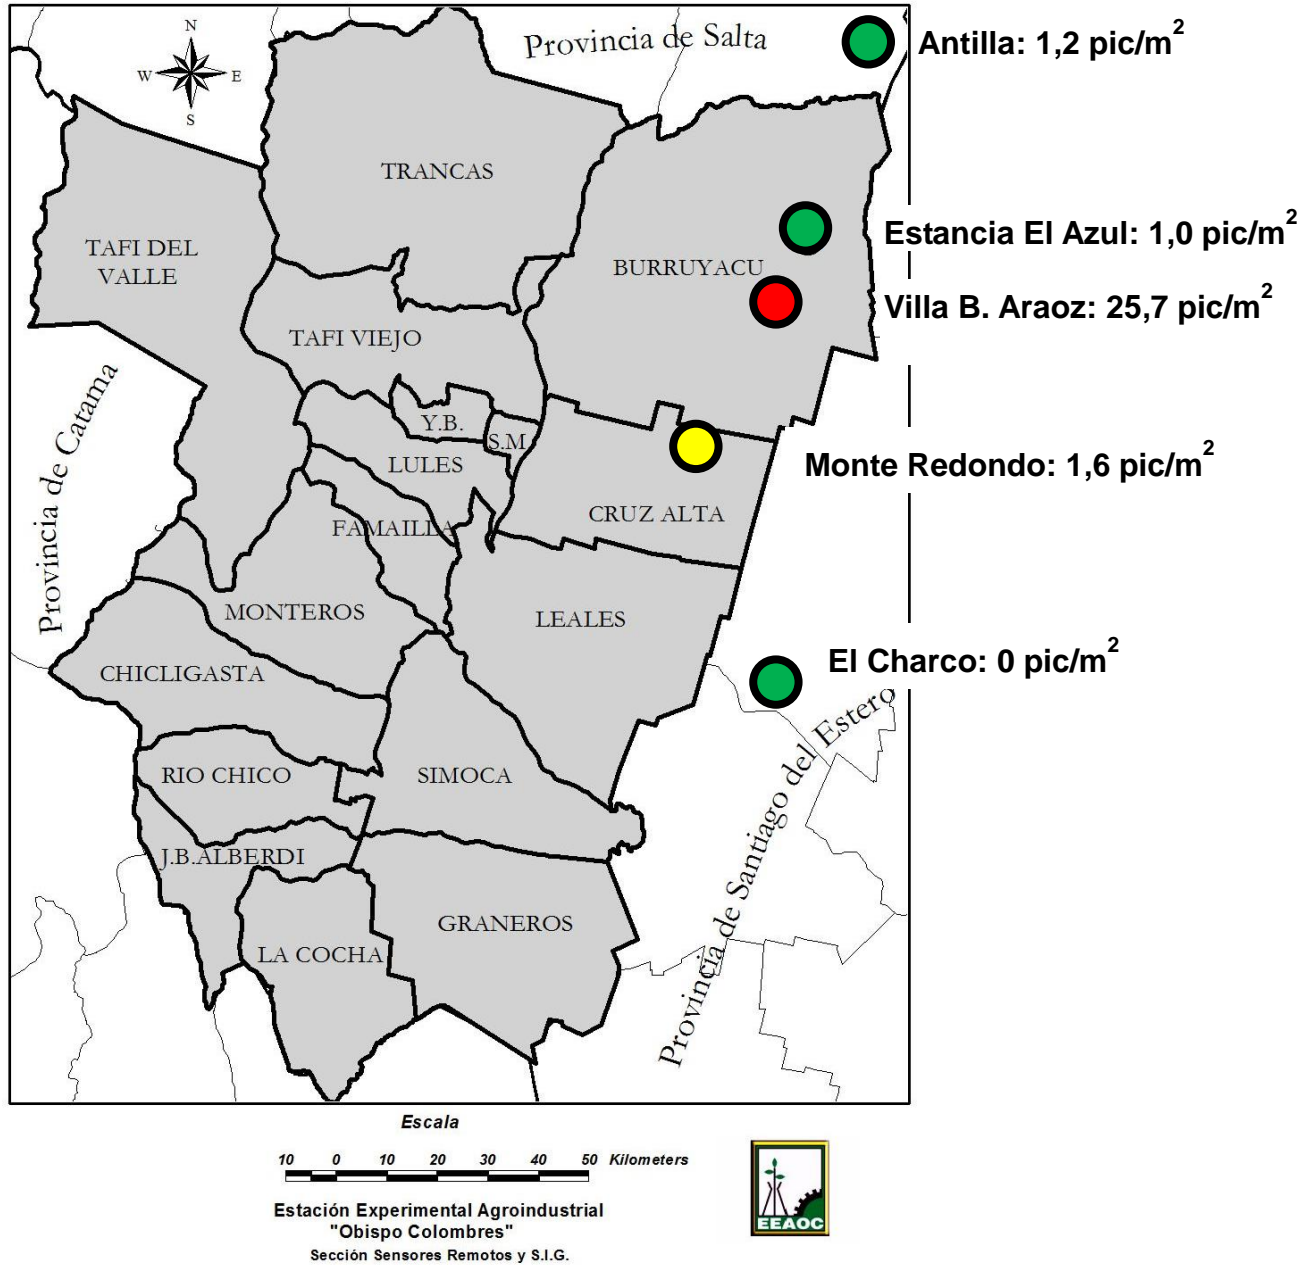 N
W E
S
Provincia de Salta
Antilla: 1,2 pic/m²
TRANCAS
TAFI DEL
VALLE
Estancia El Azul: 1,0 pic/m²
BURRUYACU
Villa B. Araoz: 25,7 pic/m²
TAFI VIEJO
Provincia de Catama
Y.B.
S.M.
LULES
Monte Redondo: 1,6 pic/m²
CRUZ ALTA
FAMAILLA
MONTEROS
LEALES
El Charco: 0 pic/m²
CHICLIGASTA
Provincia de Santiago del Estero
RIO CHICO
SIMOCA
J.B.ALBERDI
GRANEROS
LA COCHA
Escala
10 0 10 20 30 40 50 Kilometers
Estación Experimental Agroindustrial
"Obispo Colombres"
Sección Sensores Remotos y S.I.G.
EEAOC